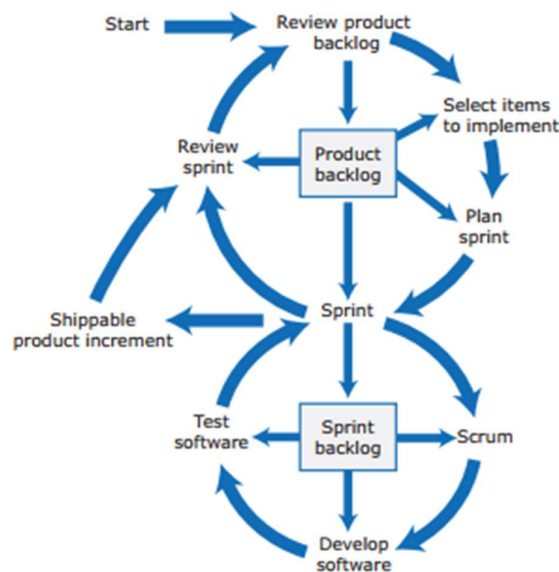 Start
Review product
backlog
Select items
to implement
Review
sprint
Product
backlog
Plan
sprint
Shippable
product increment
Sprint
Test
software
Sprint
backlog
Scrum
Develop
software